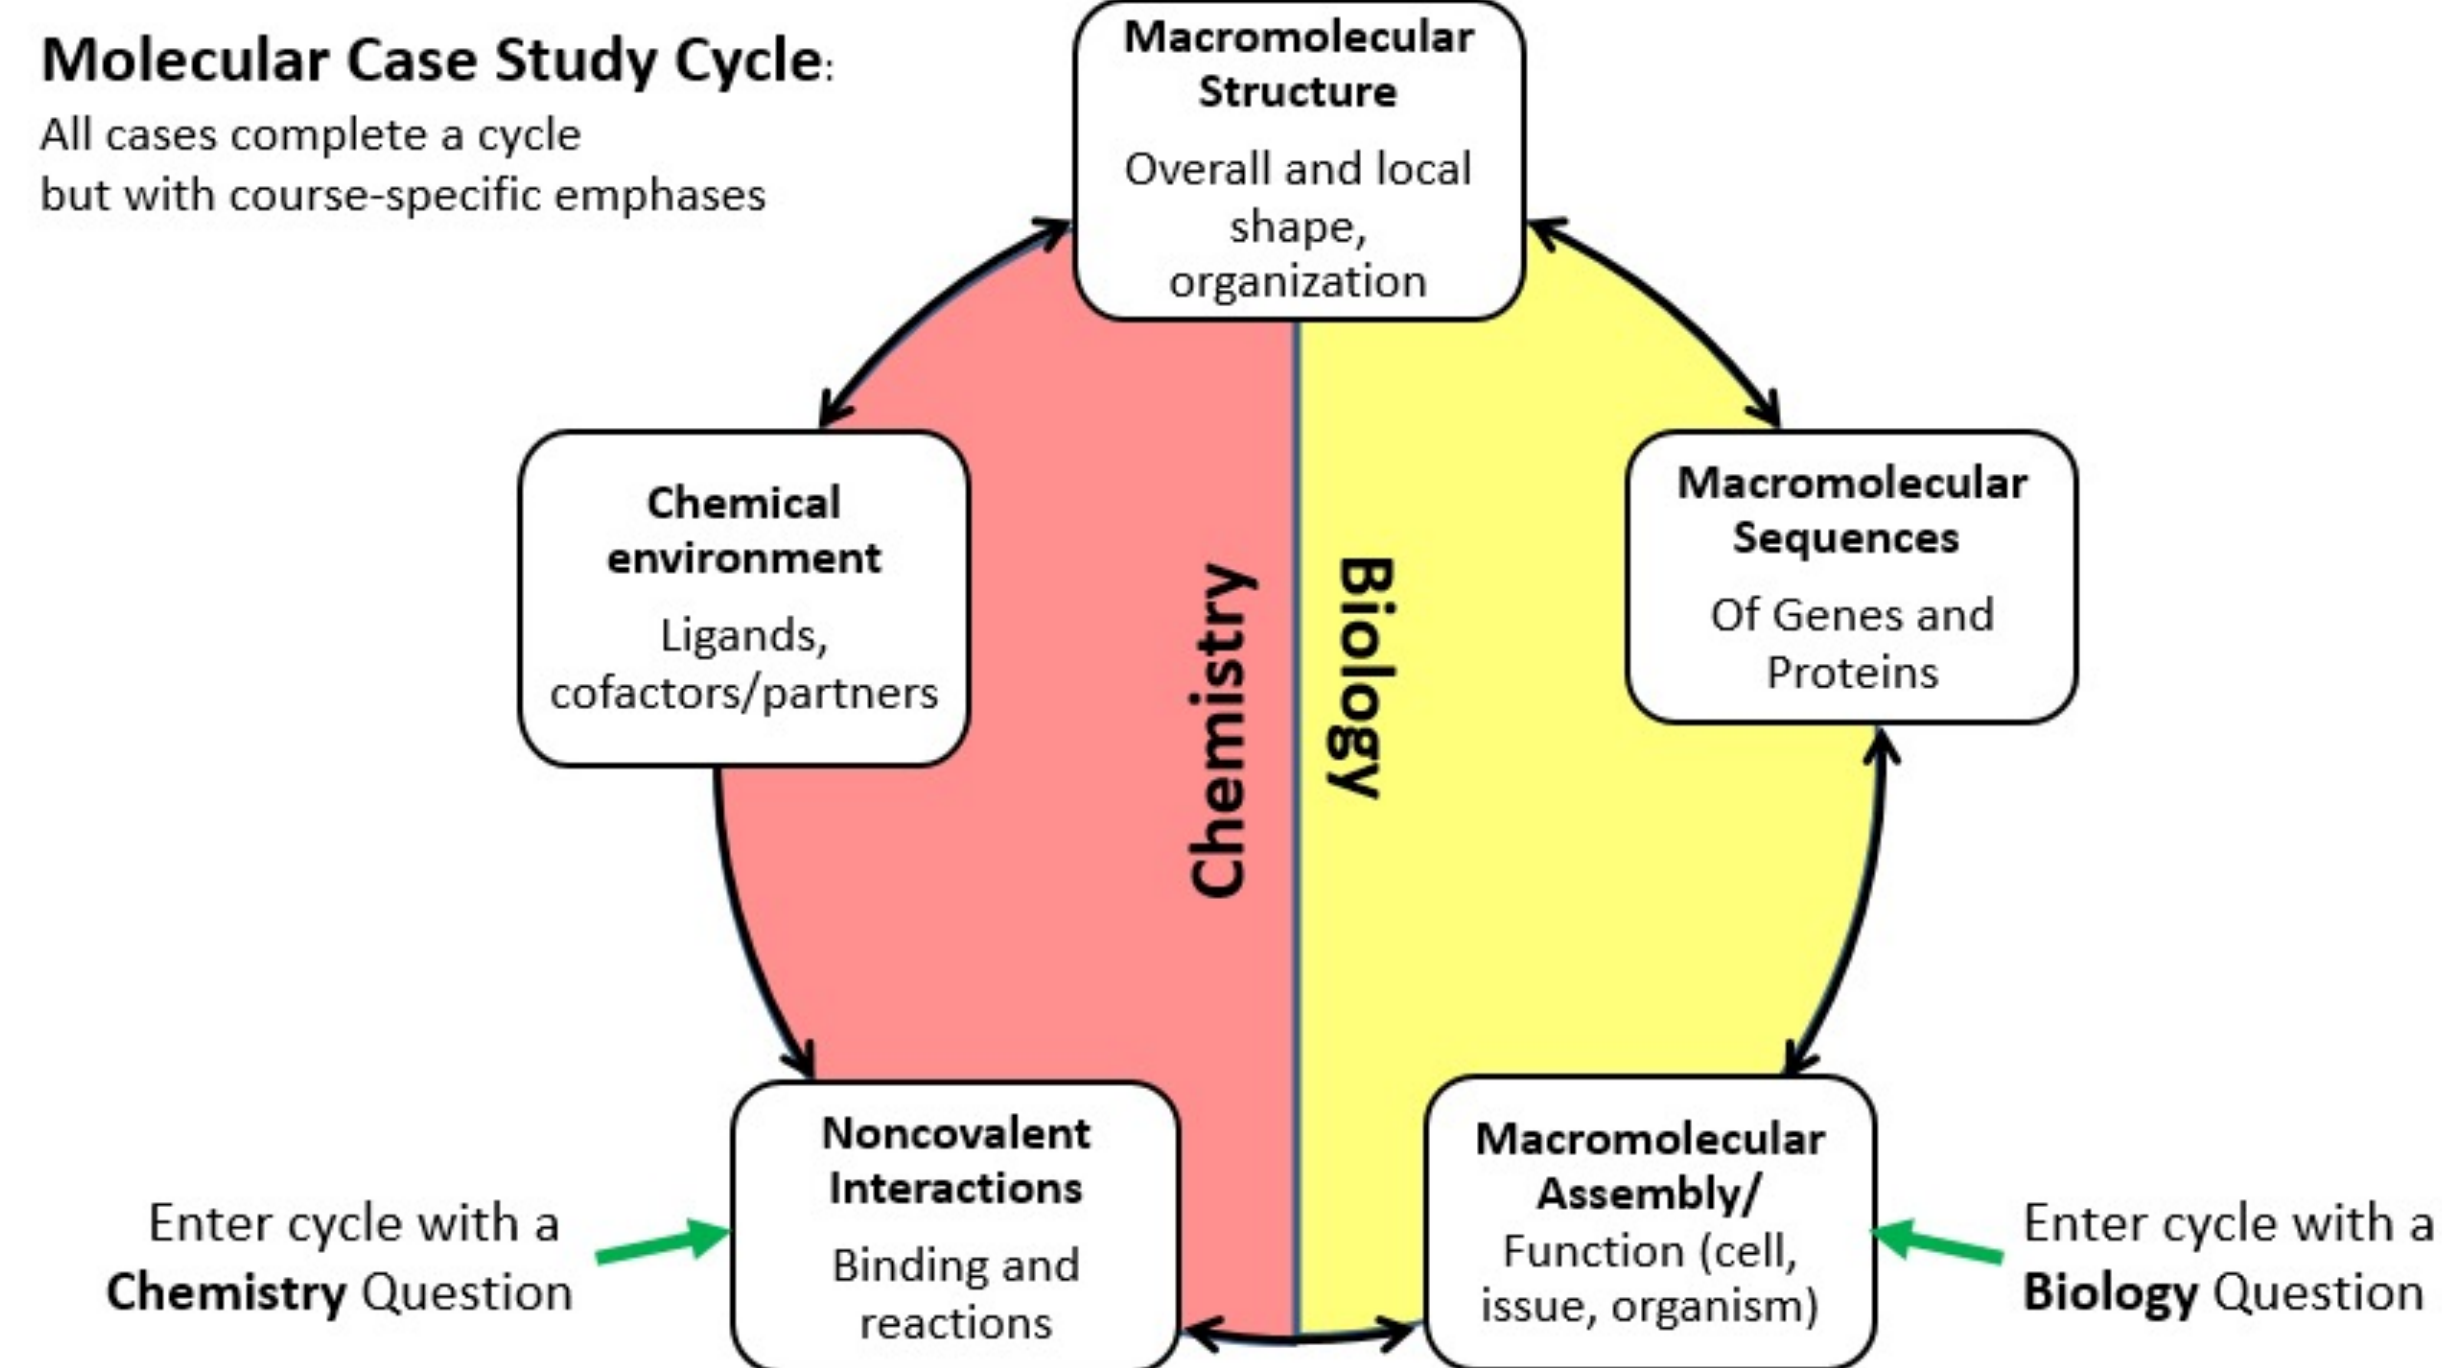 Molecular Case Study Cycle:
All cases complete a cycle
but with course-specific emphases
Macromolecular
Structure
Overall and local
shape,
organization
Chemical
environment
Ligands,
cofactors/partners
Macromolecular
Sequences
Of Genes and
Proteins
Chemistry
Biology
Noncovalent
Interactions
Binding and
reactions
Macromolecular
Assembly/
Function (cell,
issue, organism)
Enter cycle with a
Chemistry Question
Enter cycle with a
Biology Question